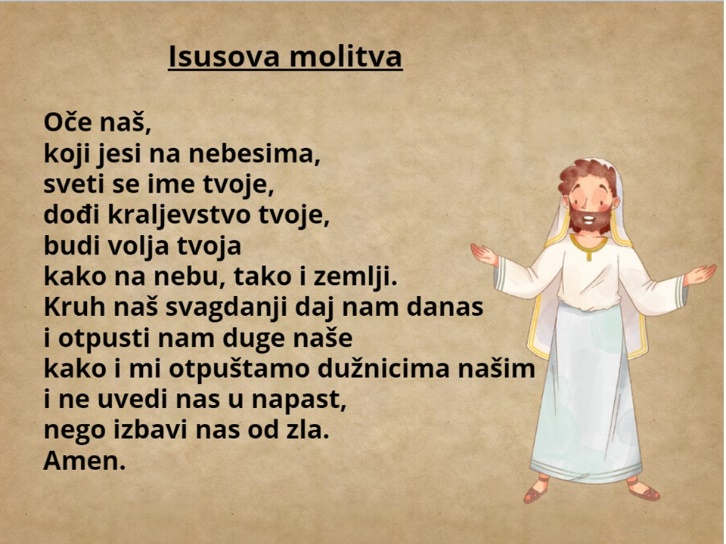 Isusova molitva
Oče naš,
koji jesi na nebesima,
sveti se ime tvoje,
dođi kraljevstvo tvoje,
budi volja tvoja
kako na nebu, tako i zemlji.
Kruh naš svagdanji daj nam danas
i otpusti nam duge naše
kako i mi otpuštamo dužnicima našim
i ne uvedi nas u napast,
nego izbavi nas od zla.
Amen.